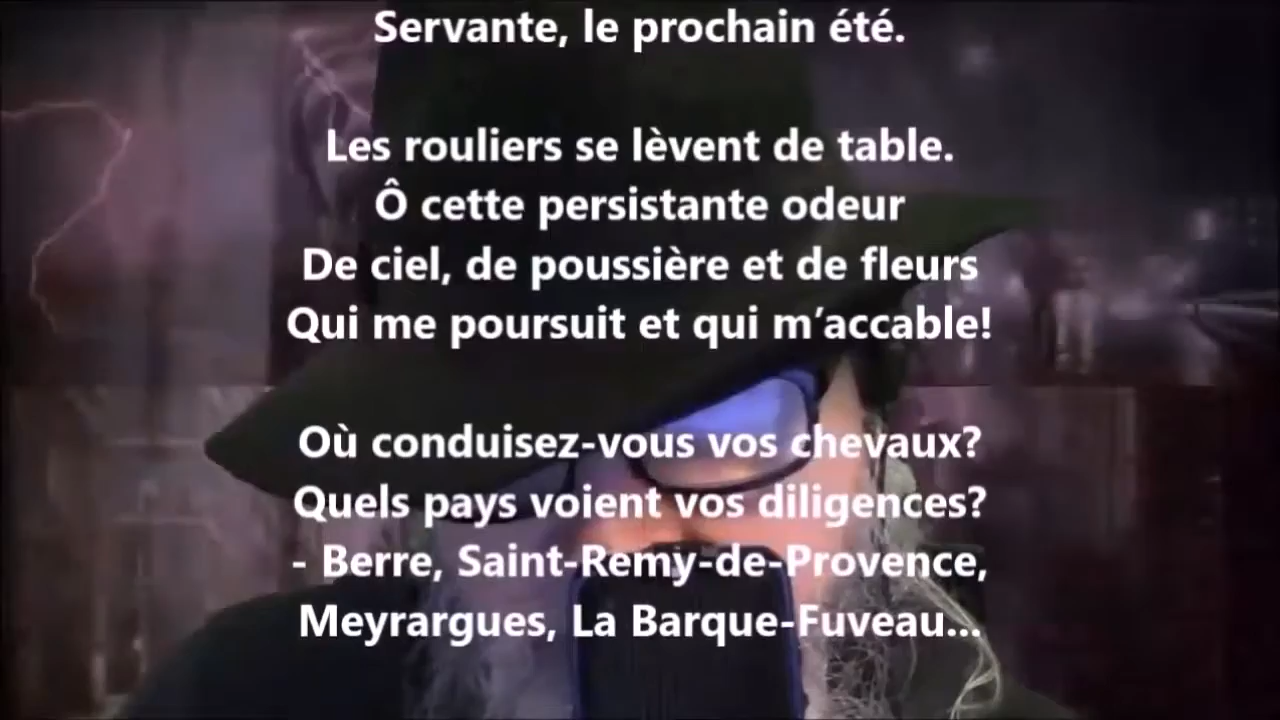 Servante, le prochain été.
Les rouliers se lèvent de table.
Ô cette persistante odeur
De ciel, de poussière et de fleurs
Qui me poursuit et qui m’accable!
Où conduisez-vous vos chevaux?
Quels pays voient vos diligences?
- Berre, Saint-Remy-de-Provence,
Meyrargues, La Barque-Fuveau...